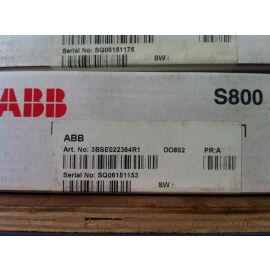 Serial No: SQ06151175
SW :
ABB
S800
ABB
Art. No: 3BSE022364R1 DO802 PR:A
Serial No: SQ06151153
SW :